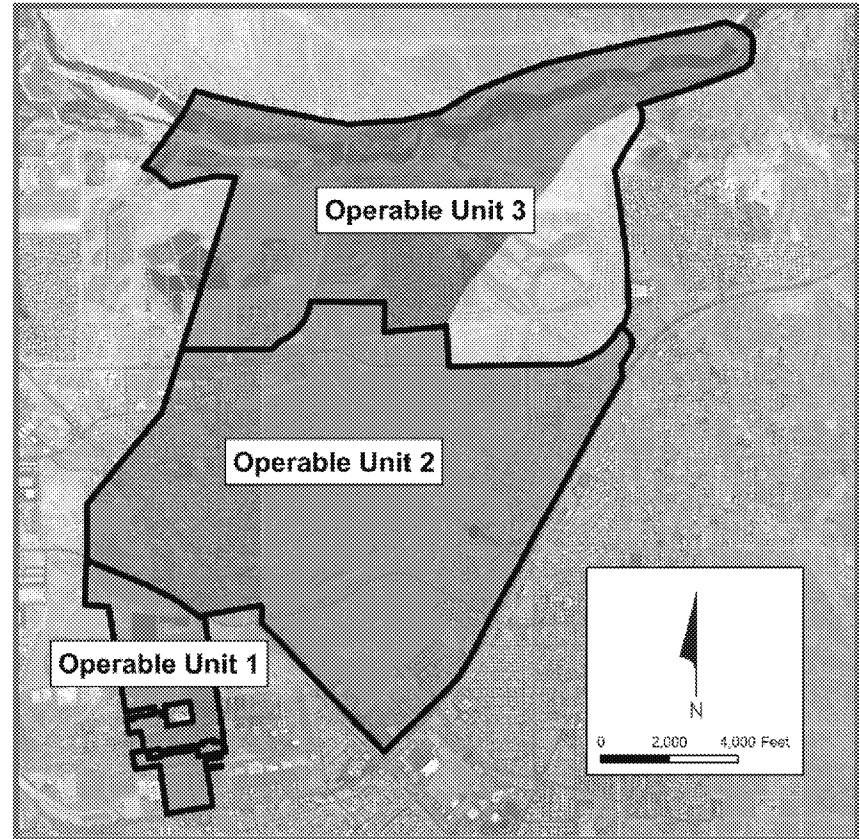 Operable Unit 3
Operable Unit 2
Operable Unit 1
N
0 2,000 4,000 Feet